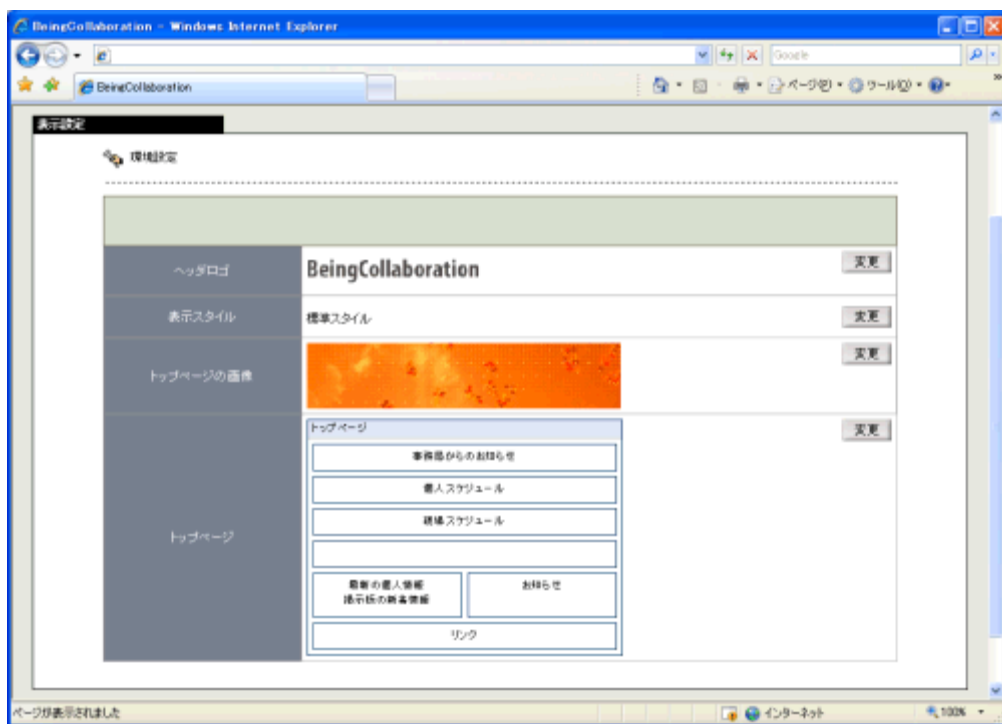 BeingCollaboration - Windows Internet Explorer
Google
BeingCollaboration
ページ(P)
ツール(O)
表示設定
環境設定
ヘッダロゴ
BeingCollaboration
変更
表示スタイル
標準スタイル
変更
トップページの画像
変更
トップページ
トップページ
変更
事務局からのお知らせ
個人スケジュール
現場スケジュール
最新の個人情報
掲示板の新着情報
お知らせ
リンク
ページが表示されました
インターネット
100%